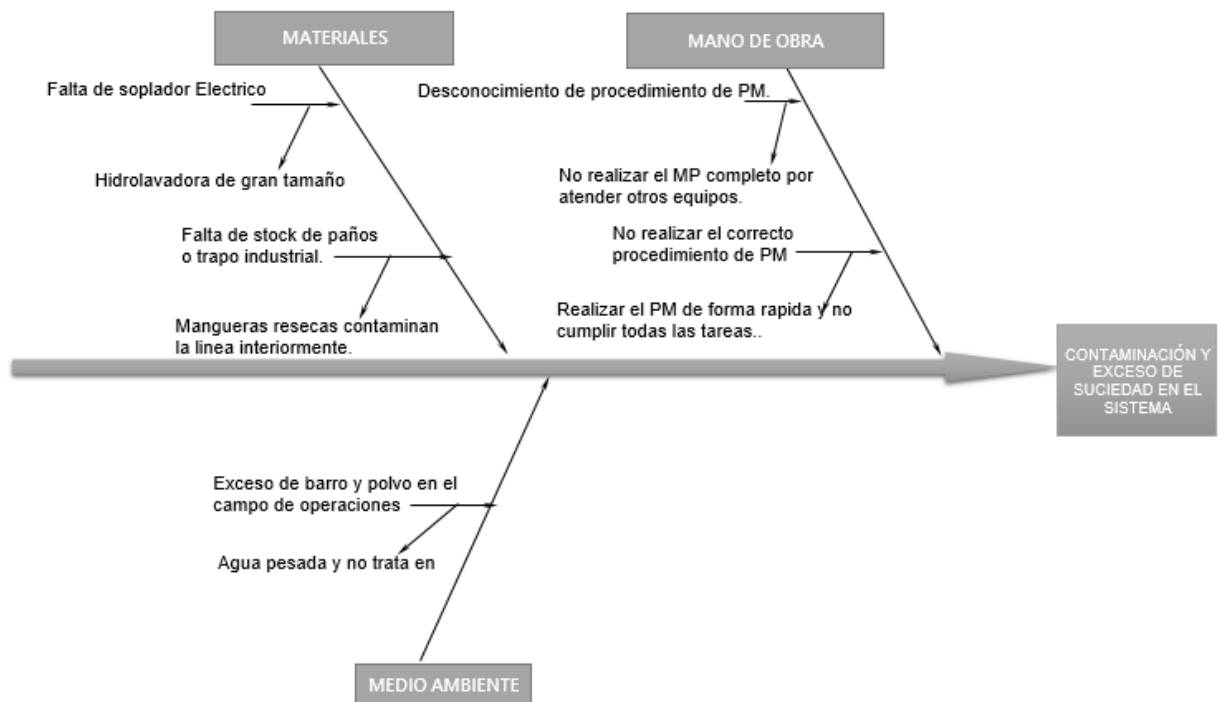 MATERIALES
MANO DE OBRA
Falta de soplador Electrico
Desconocimiento de procedimiento de PM.
Hidrolavadora de gran tamaño
No realizar el MP completo por
atender otros equipos.
Falta de stock de paños
o trapo industrial.
No realizar el correcto
procedimiento de PM
Mangueras resecas contaminan
la linea interiormente.
Realizar el PM de forma rapida y no
cumplir todas las tareas..
CONTAMINACIÓN Y
EXCESO DE
SUCIEDAD EN EL
SISTEMA
Exceso de barro y polvo en el
campo de operaciones
Agua pesada y no trata en
MEDIO AMBIENTE